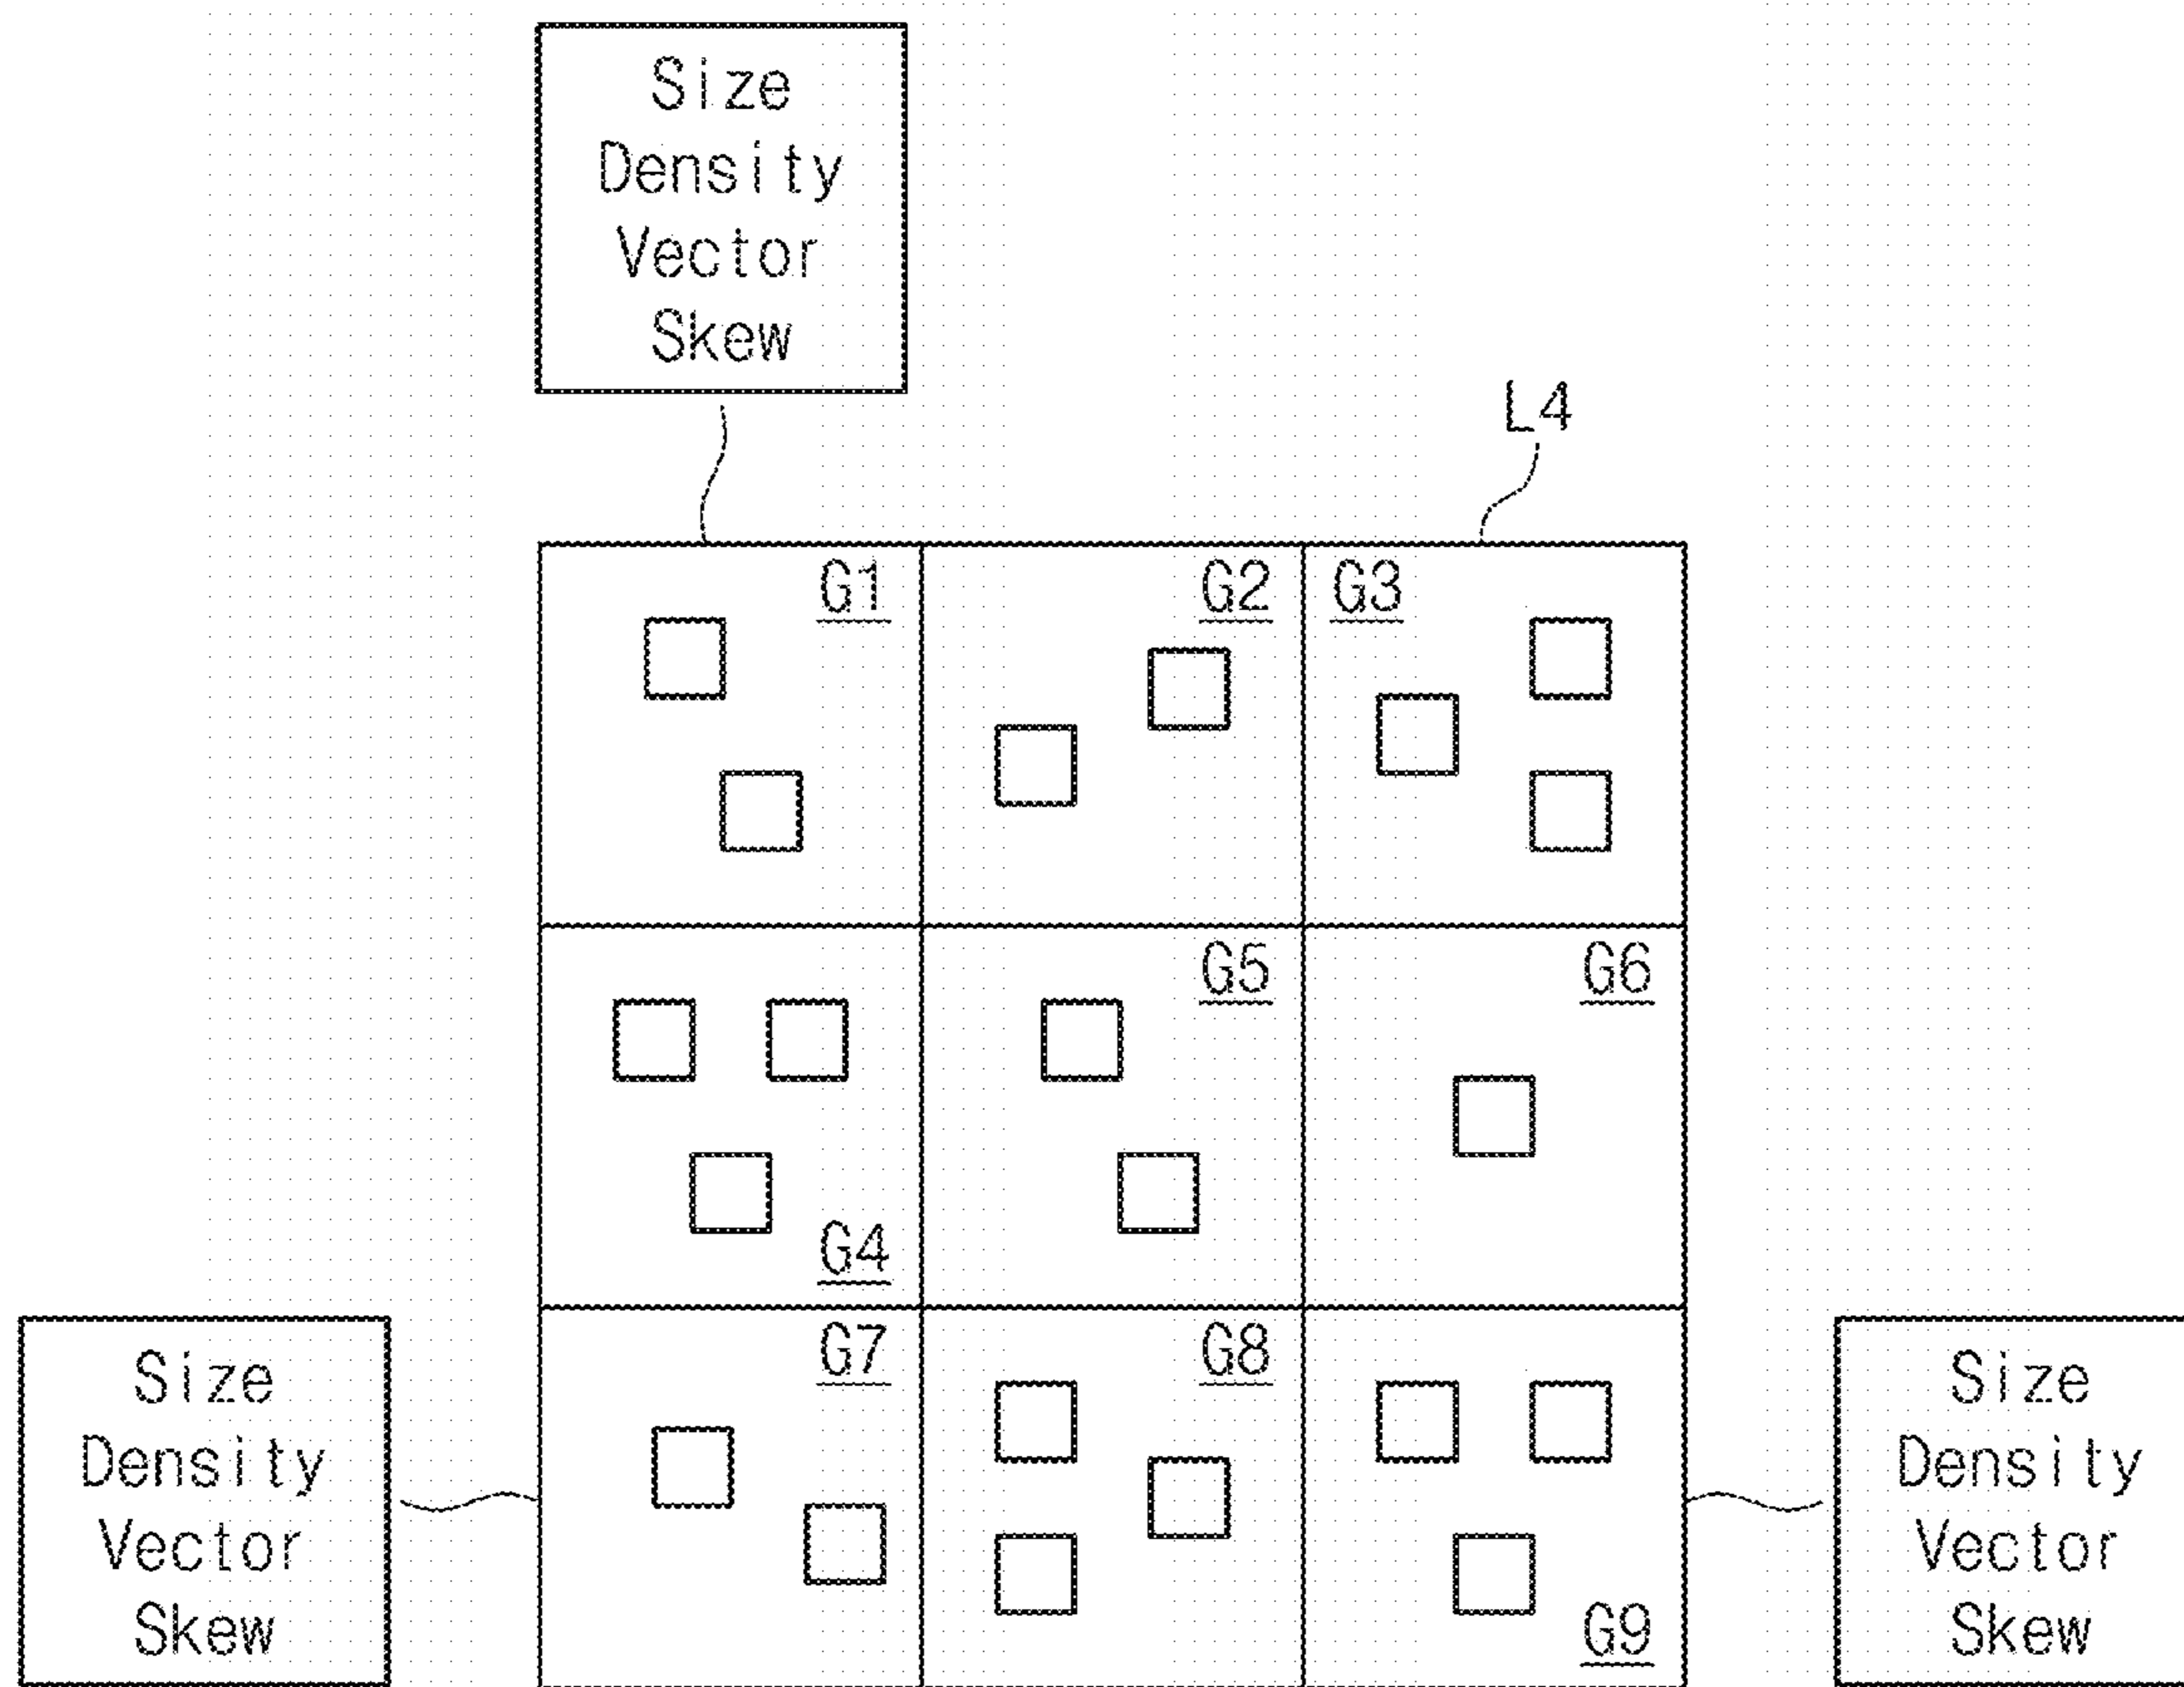 Size
Density
Vector
Skew
L4
G1
G2
G3
G4
G5
G6
G7
G8
G9
Size
Density
Vector
Skew
Size
Density
Vector
Skew